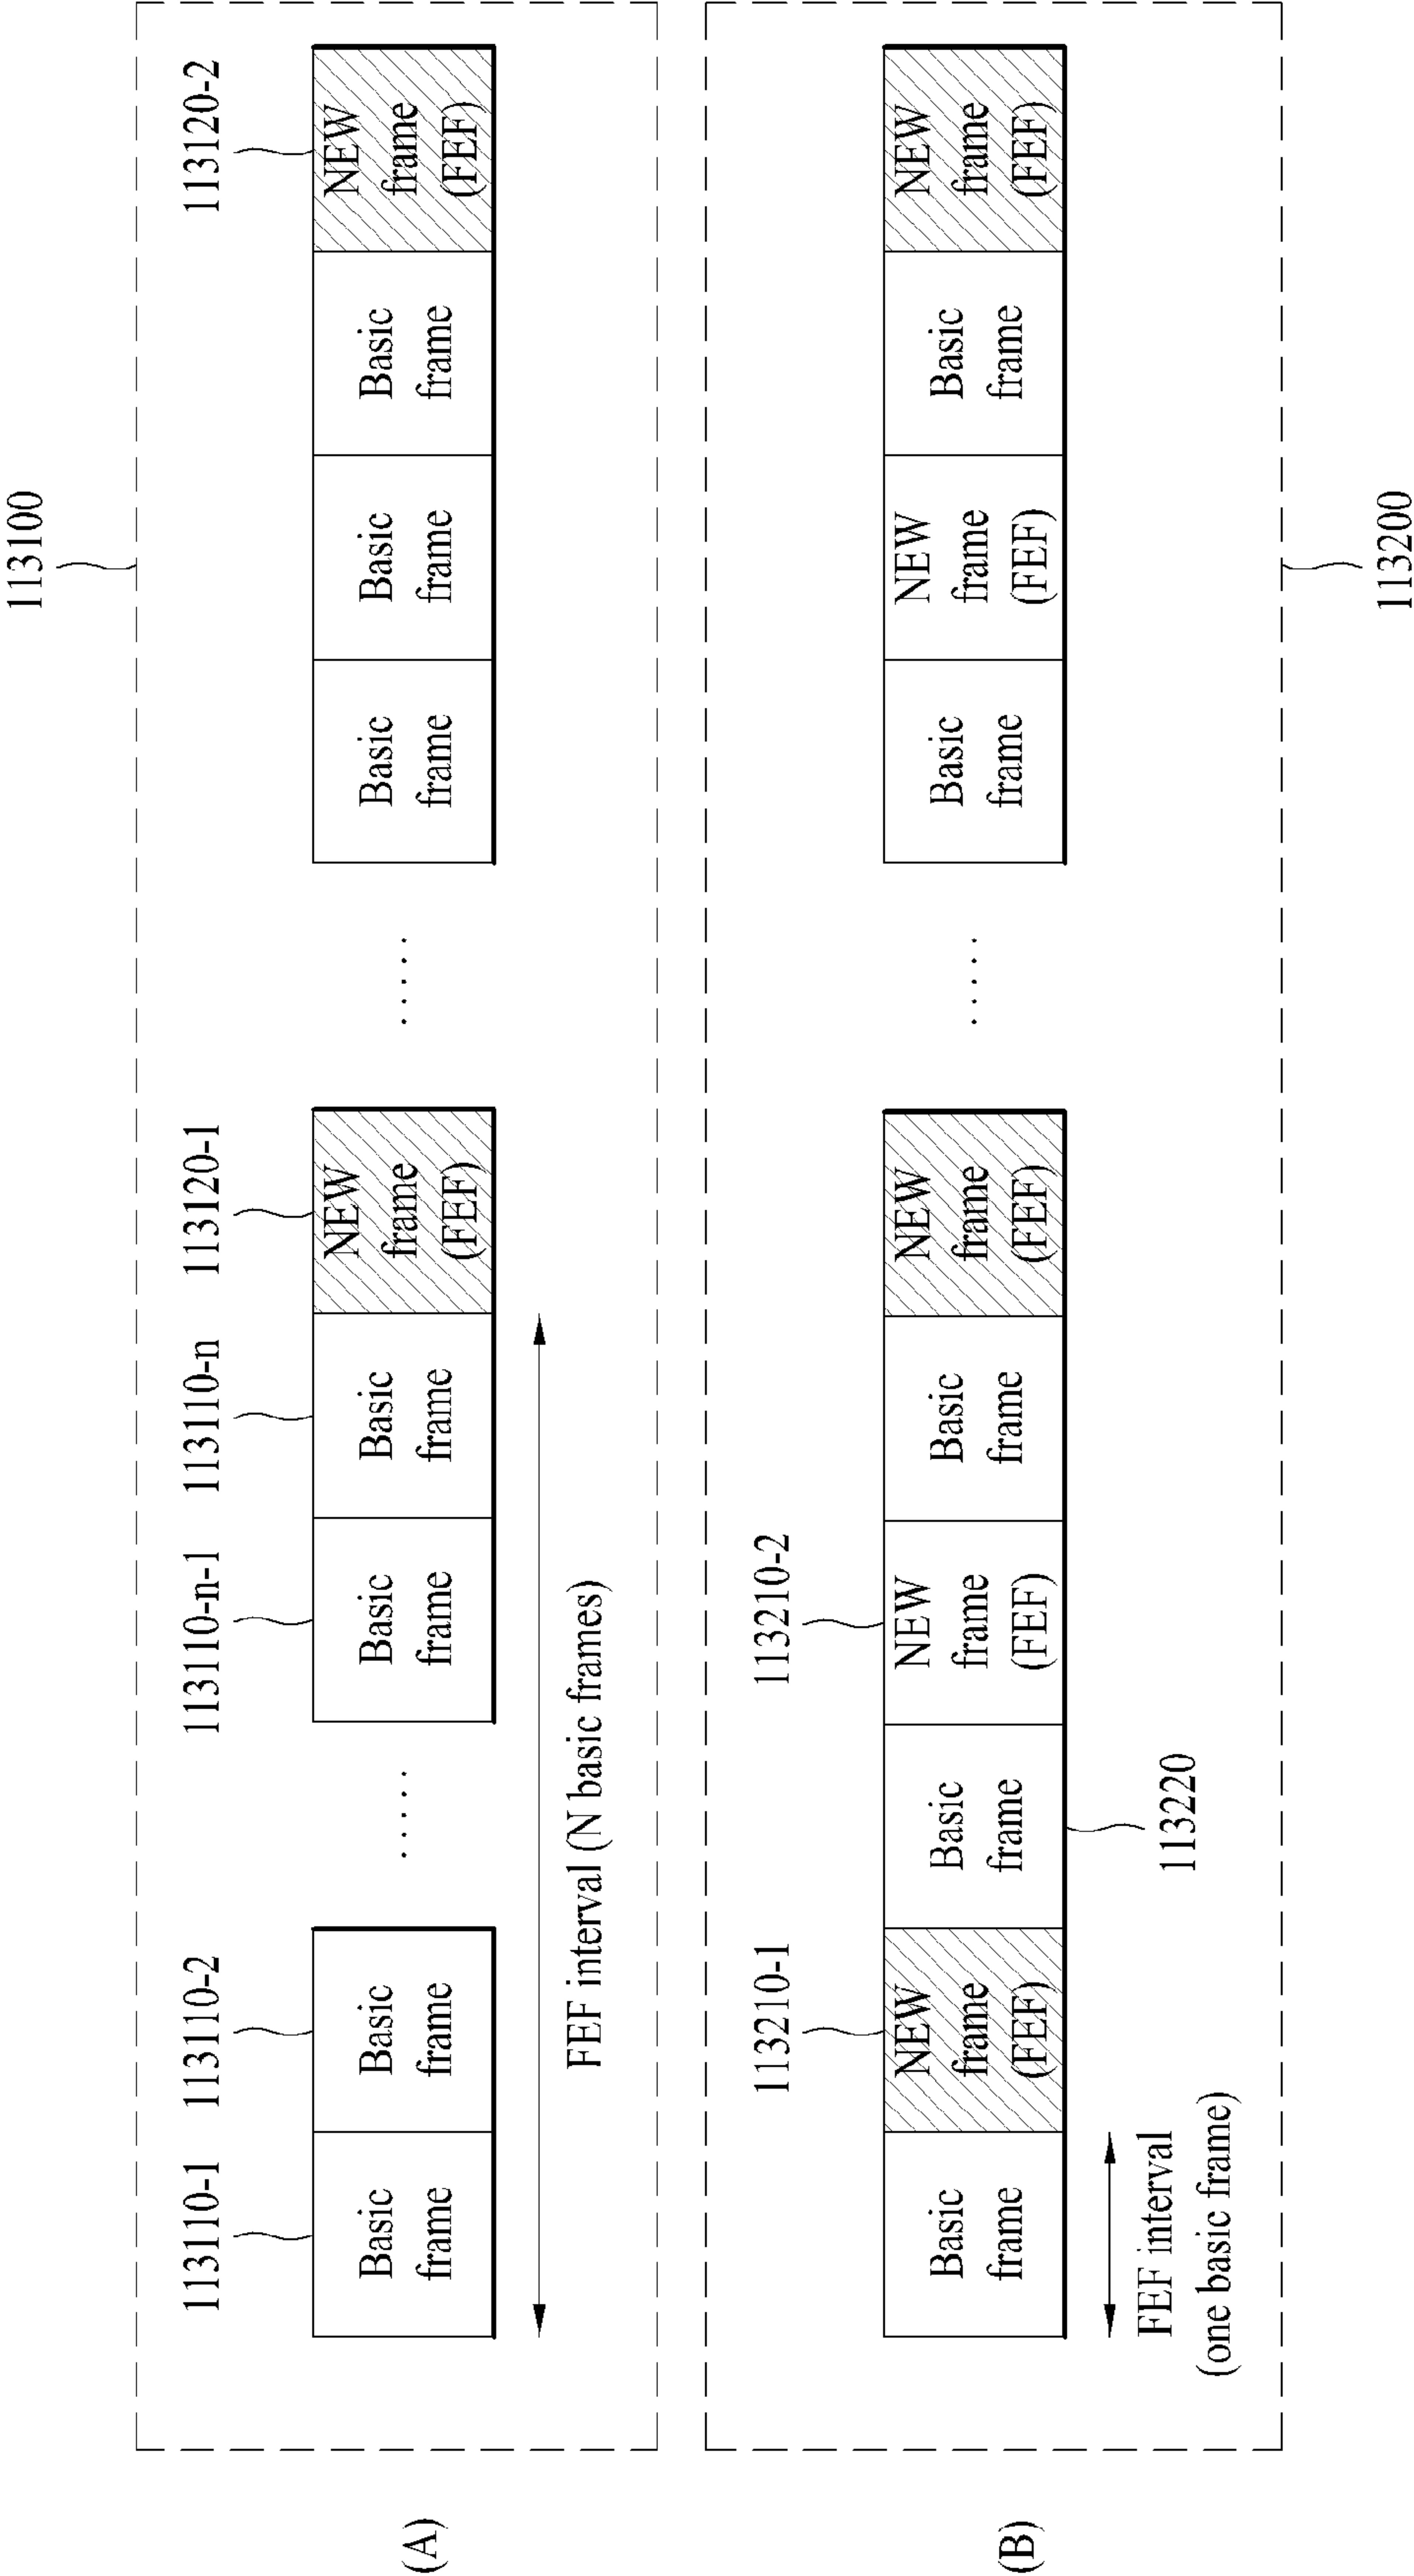 113100
(A)
113110-1
113110-2
113110-n-1
113110-n
113120-1
113120-2
Basic
frame
Basic
frame
.....
Basic
frame
Basic
frame
NEW
frame
(FEF)
.....
Basic
frame
Basic
frame
Basic
frame
NEW
frame
(FEF)
FEF interval (N basic frames)
(B)
113210-1
113210-2
Basic
frame
NEW
frame
(FEF)
Basic
frame
NEW
frame
(FEF)
Basic
frame
NEW
frame
(FEF)
.....
Basic
frame
NEW
frame
(FEF)
Basic
frame
NEW
frame
(FEF)
FEF interval
(one basic frame)
113220
113200